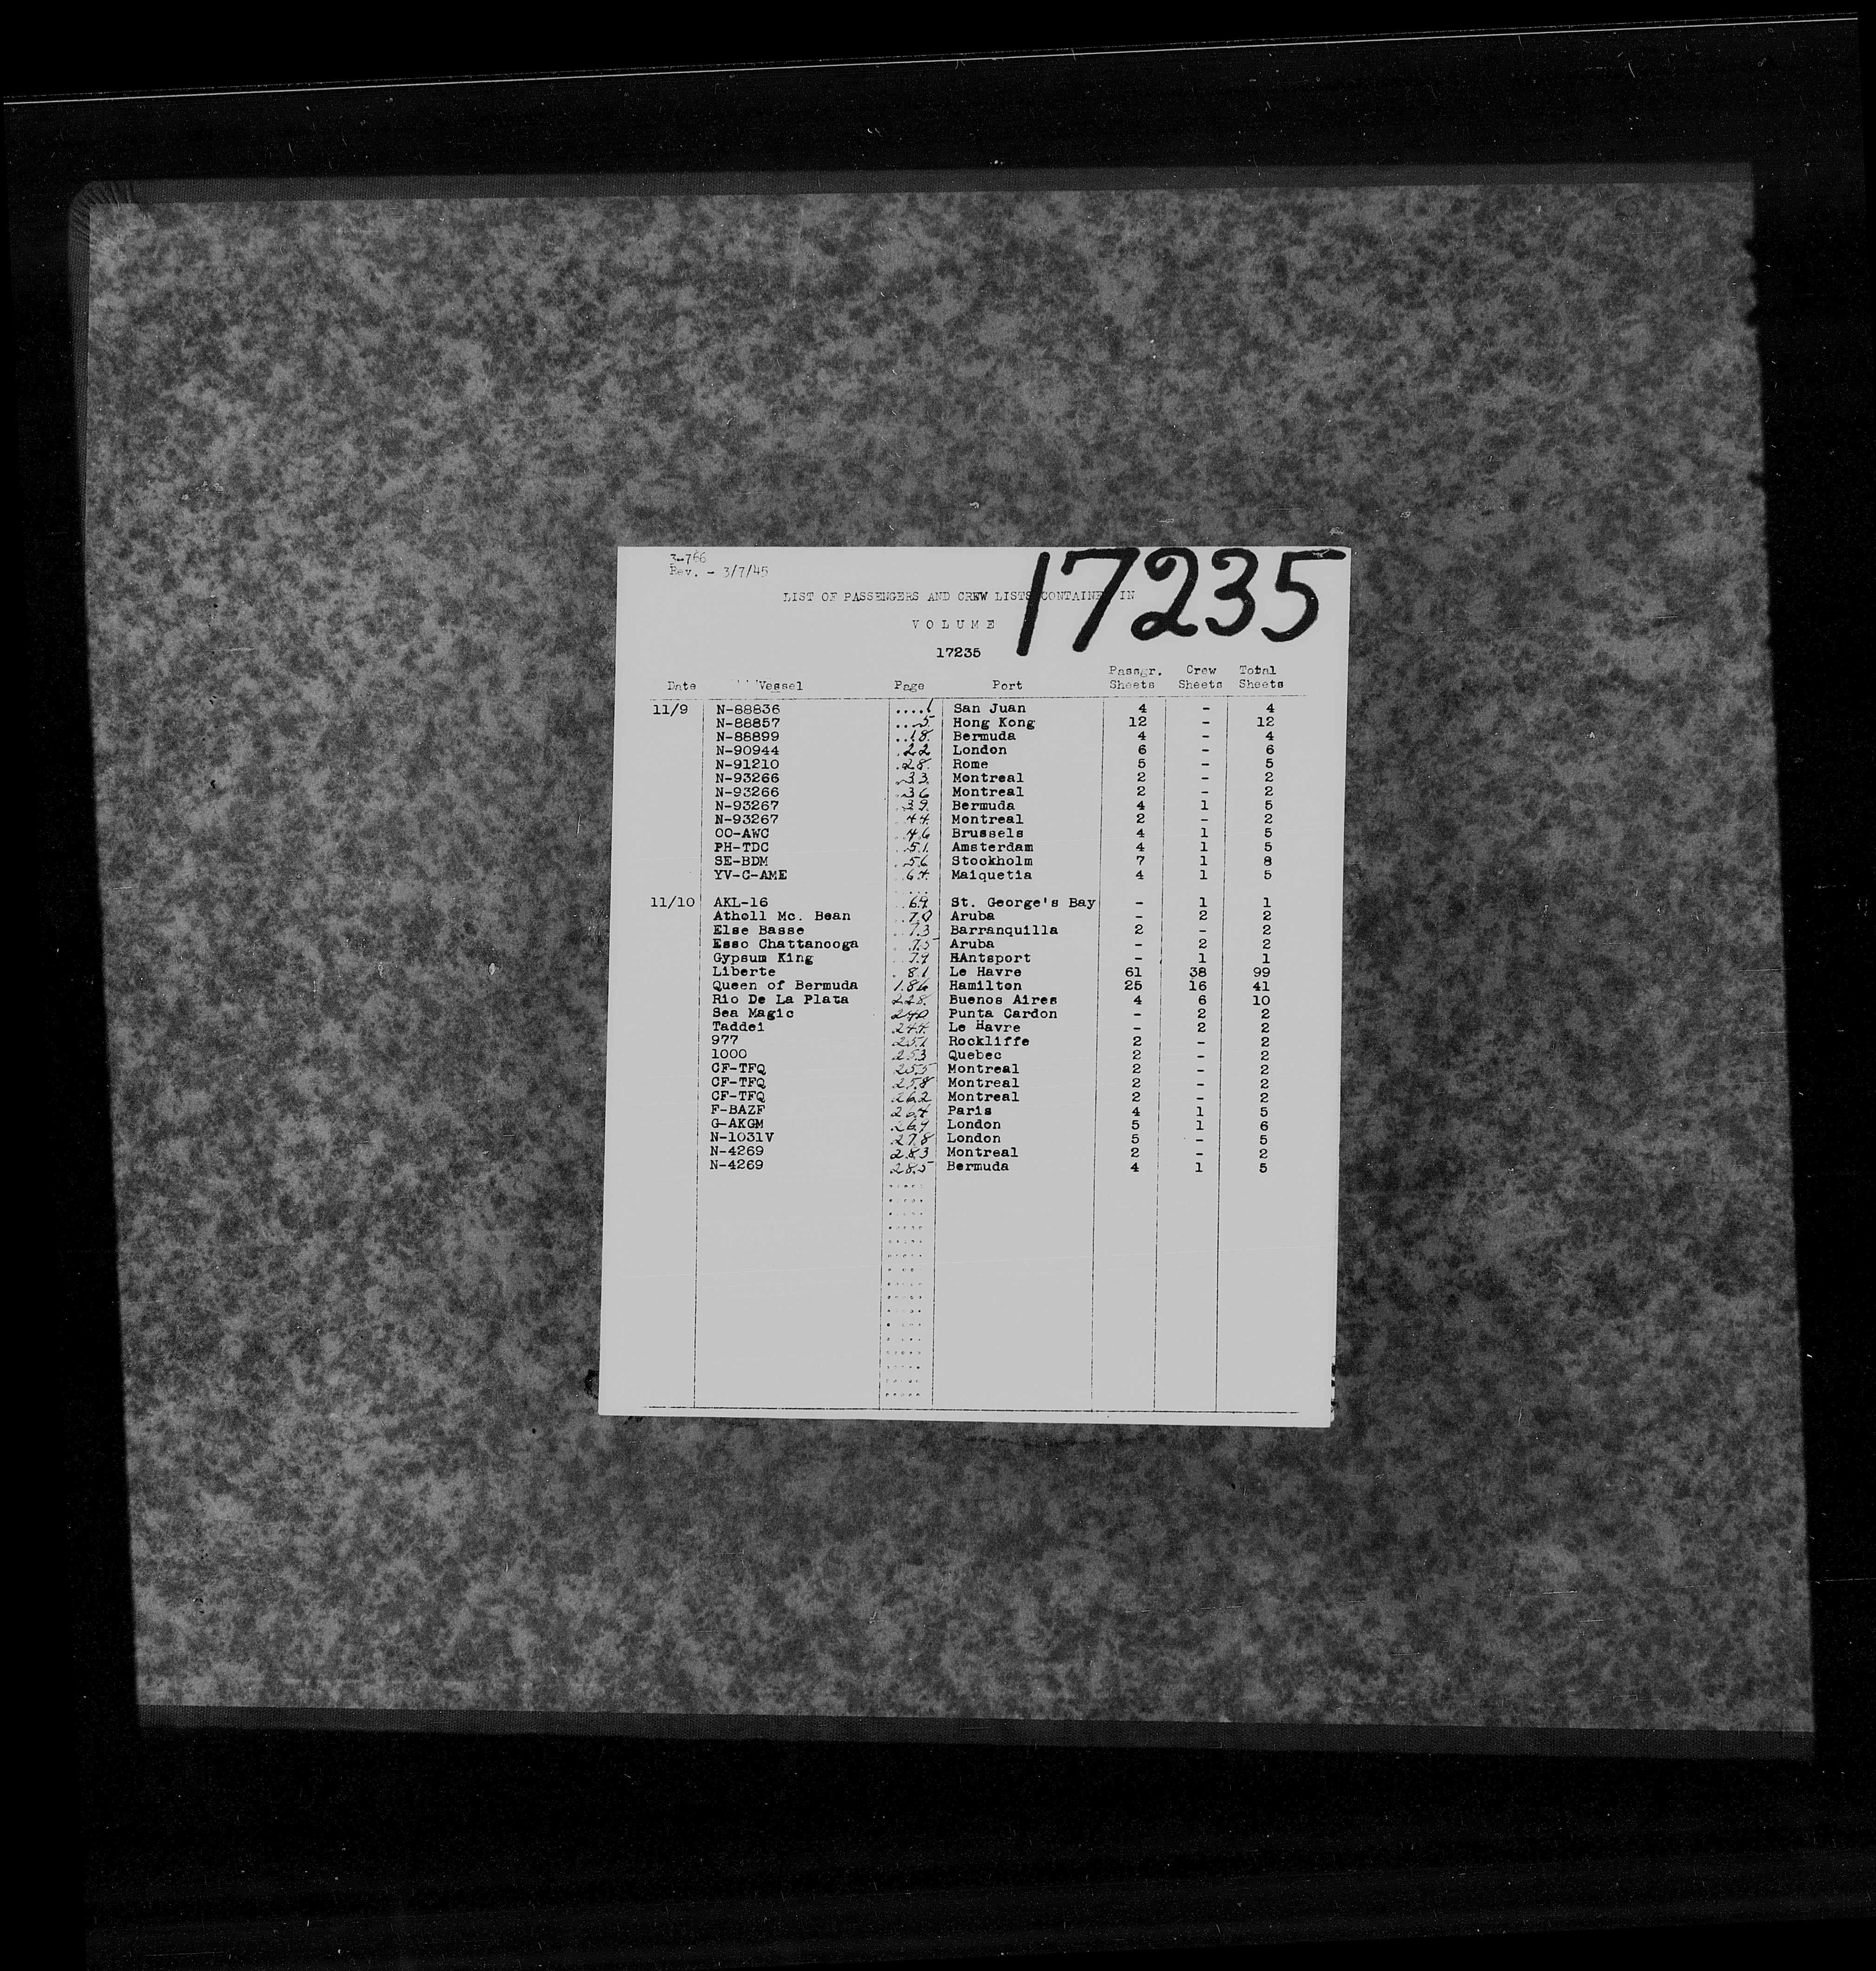 3-766
Rev. - 3/7/45
17235
LIST OF PASSENGERS AND CREW LISTS CONTAINED IN
VOLUME
17235
Date Vessel Page Port Passgr. Sheets Crew Sheets Total Sheets
11/9 N-88836 ....1 San Juan 4 - 4
N-88857 ...5 Hong Kong 12 - 12
N-88899 ..18. Bermuda 4 - 4
N-90944 .22 London 6 - 6
N-91210 .28. Rome 5 - 5
N-93266 .33. Montreal 2 - 2
N-93266 .36 Montreal 2 - 2
N-93267 .39. Bermuda 4 1 5
N-93267 .44. Montreal 2 - 2
OO-AWC .46 Brussels 4 1 5
PH-TDC .51. Amsterdam 4 1 5
SE-BDM .56 Stockholm 7 1 8
YV-C-AME .64. Maiquetia 4 1 5
11/10 AKL-16 ..69. St. George's Bay - 1 1
Atholl Mc. Bean ..70 Aruba - 2 2
Else Basse ..73 Barranquilla 2 - 2
Esso Chattanooga ..75 Aruba - 2 2
Gypsum King HAntsport - 1 1
Liberte . 81 Le Havre 61 38 99
Queen of Bermuda 186 Hamilton 25 16 41
Rio De La Plata 228. Buenos Aires 4 6 10
Sea Magic 240 Punta Cardon - 2 2
Taddei 244. Le Havre - 2 2
977 251 Rockliffe 2 - 2
1000 253 Quebec 2 - 2
CF-TFQ 255 Montreal 2 - 2
CF-TFQ 258 Montreal 2 - 2
CF-TFQ 262 Montreal 2 - 2
F-BAZF 264 Paris 4 1 5
G-AKGM 269 London 5 1 6
N-1031V 278 London 5 - 5
N-4269 283 Montreal 2 - 2
N-4269 285 Bermuda 4 1 5